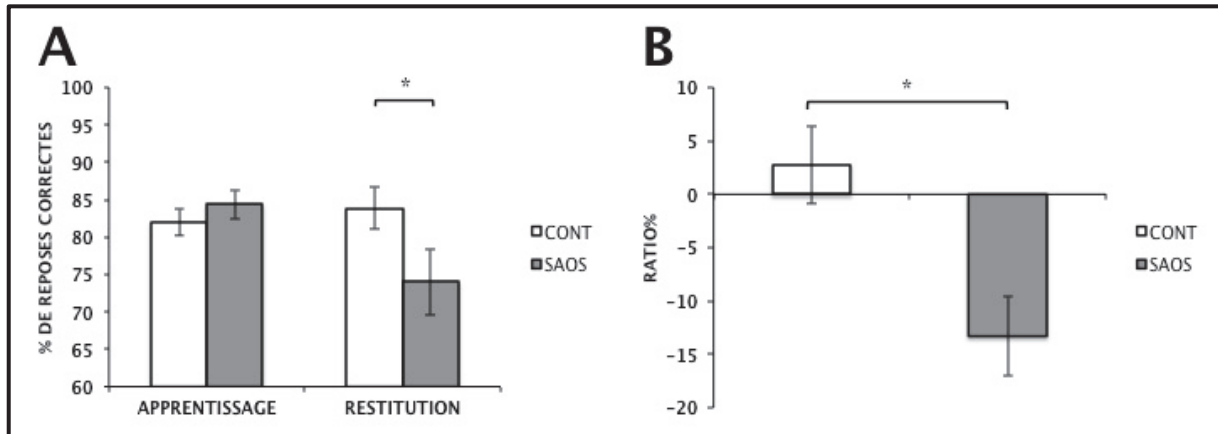 A
% DE REPOSES CORRECTES
100
95
90
85
80
75
70
65
60
*
APPRENTISSAGE
RESTITUTION
CONT
SAOS
B
RATIO%
10
5
0
-5
-10
-15
-20
*
CONT
SAOS